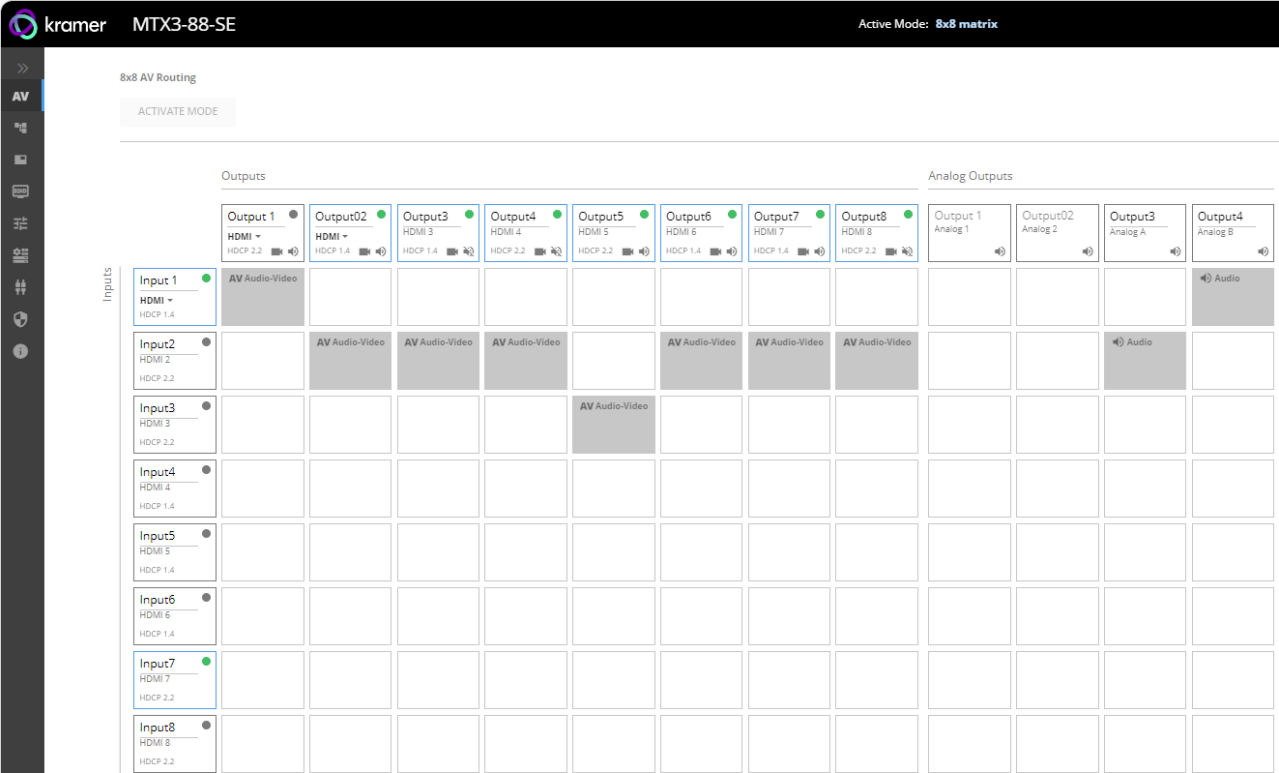 kramer MTX3-88-SE Active Mode: 8x8 matrix
AV
8x8 AV Routing
ACTIVATE MODE
Outputs Analog Outputs
Output 1 Output02 Output3 Output4 Output5 Output6 Output7 Output8 Output 1 Output02 Output3 Output4
HDMI HDMI HDMI 3 HDMI 4 HDMI 5 HDMI 6 HDMI 7 HDMI 8 Analog 1 Analog 2 Analog A Analog B
HDCP 2.2 HDCP 1.4 HDCP 1.4 HDCP 2.2 HDCP 2.2 HDCP 1.4 HDCP 1.4 HDCP 2.2
Inputs
Input 1 AV Audio-Video Audio
HDMI
HDCP 1.4
Input2 AV Audio-Video AV Audio-Video AV Audio-Video AV Audio-Video AV Audio-Video AV Audio-Video Audio
HDMI 2
HDCP 2.2
Input3 AV Audio-Video
HDMI 3
HDCP 2.2
Input4
HDMI 4
HDCP 1.4
Input5
HDMI 5
HDCP 1.4
Input6
HDMI 6
HDCP 1.4
Input7
HDMI 7
HDCP 2.2
Input8
HDMI 8
HDCP 2.2